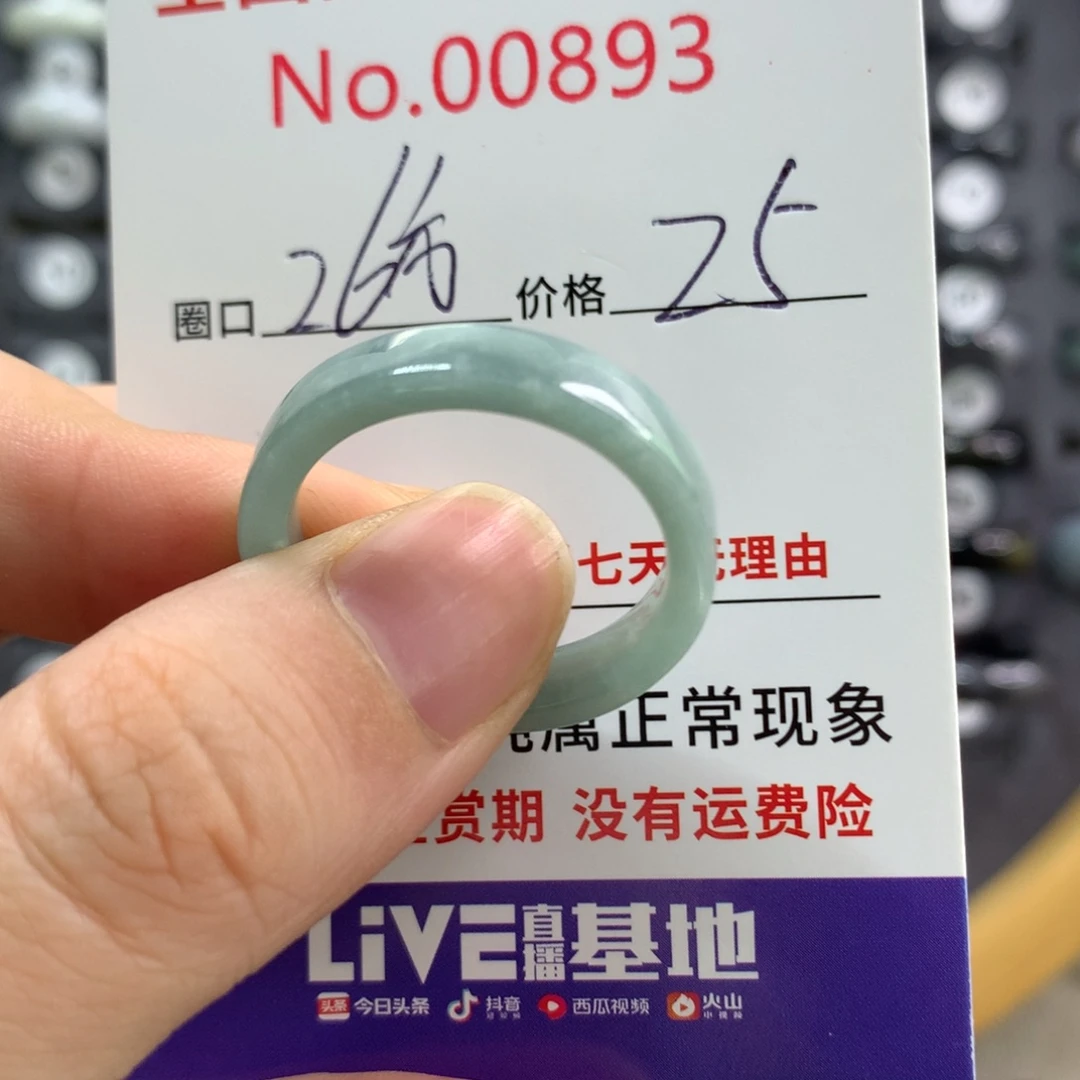 No.00893
圈口 26 价格 25
七天 理由
属正常现象
赏期 没有运费险
LiVE直播基地
头条 今日头条 抖音 西瓜视频 火山